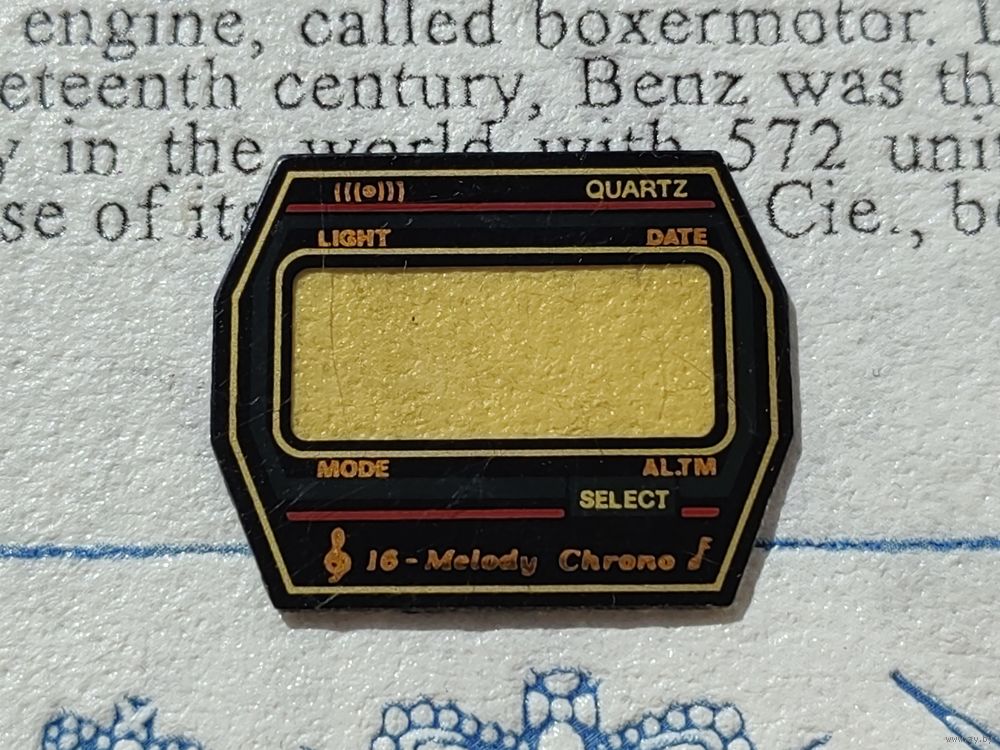 engine, called boxermotor.
eteenth century, Benz was th
y in the world with 572 uni
se of its Cie., b
QUARTZ
LIGHT DATE
MODE AL.TM
SELECT
16-Melody Chrono